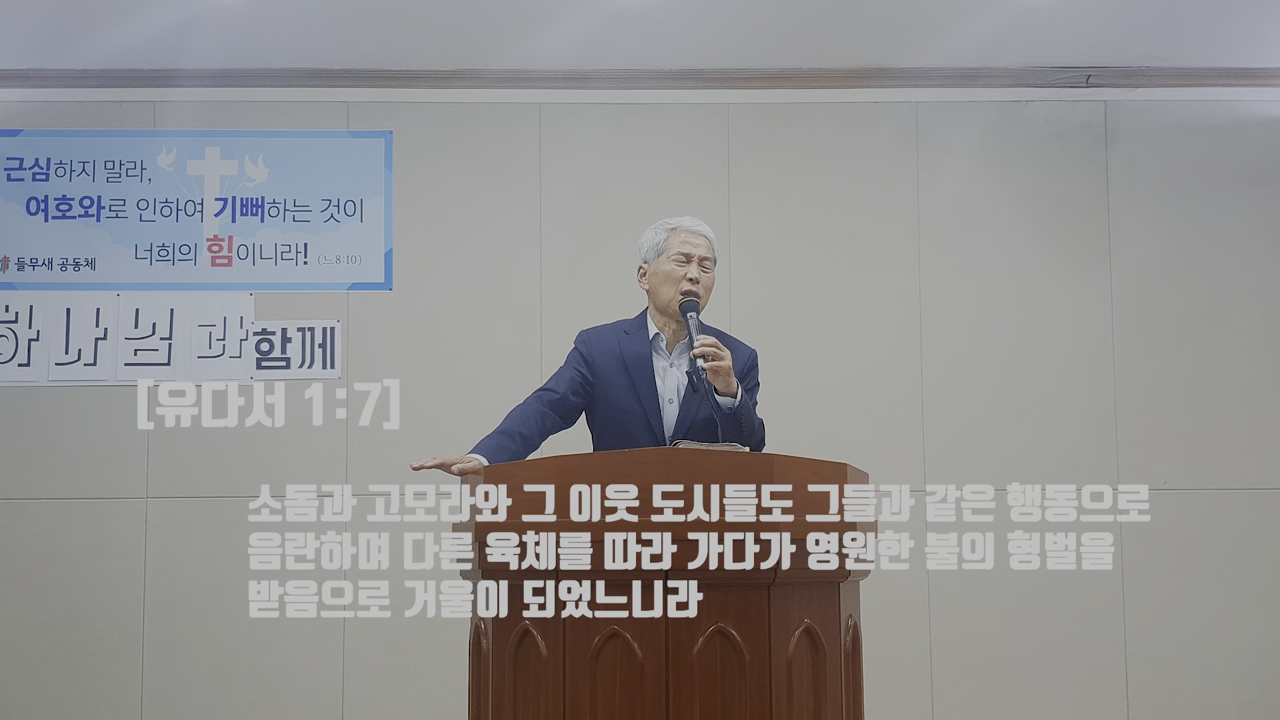 근심하지 말라,
여호와로 인하여 기뻐하는 것이
너희의 힘이니라! (느8:10)
들무새 공동체
하나님과 함께
[유다서 1:7]
소돔과 고모라와 그 이웃 도시들도 그들과 같은 행동으로
음란하며 다른 육체를 따라 가다가 영원한 불의 형벌을
받음으로 거울이 되었느니라